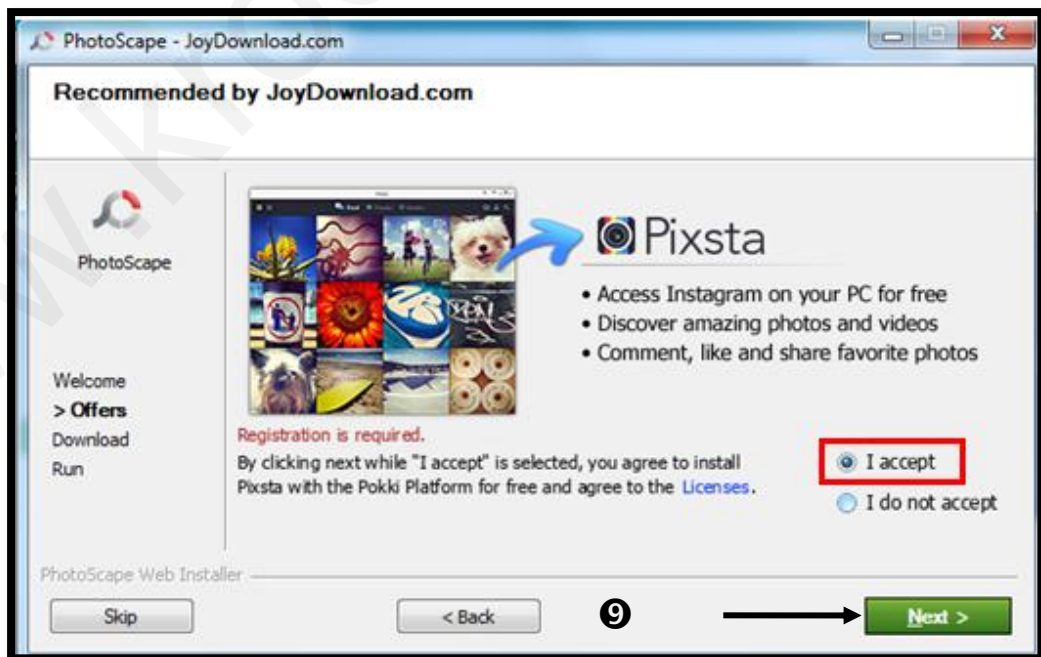 PhotoScape - JoyDownload.com
Recommended by JoyDownload.com
PhotoScape
Welcome
> Offers
Download
Run
Pixsta
• Access Instagram on your PC for free
• Discover amazing photos and videos
• Comment, like and share favorite photos
Registration is required.
By clicking next while "I accept" is selected, you agree to install
Pixsta with the Pokki Platform for free and agree to the Licenses.
I accept
I do not accept
PhotoScape Web Installer
Skip
< Back
❾
Next >